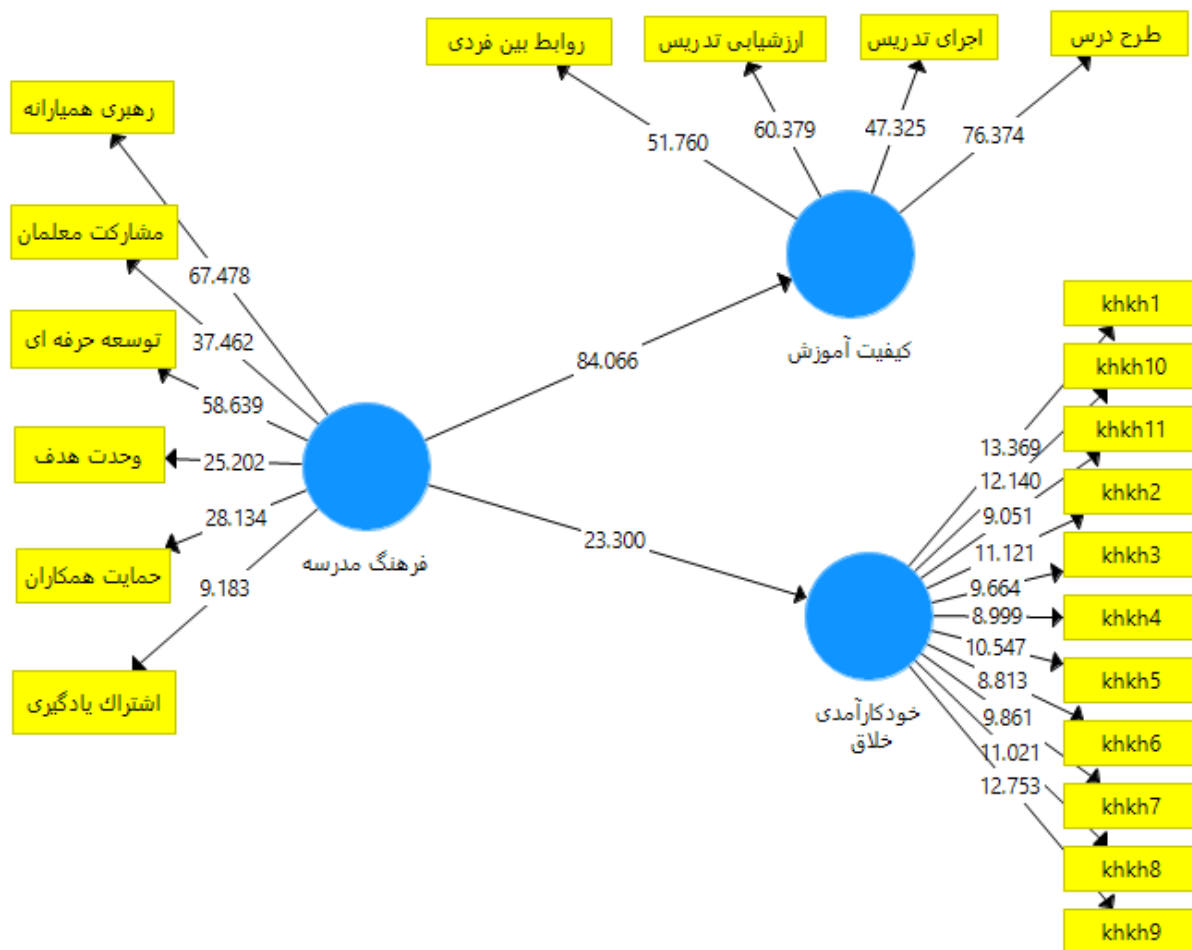 روابط بین فردی
ارزشیابی تدریس
اجرای تدریس
طرح درس
51.760
60.379
47.325
76.374
کیفیت آموزش
رهبری همیارانه
مشارکت معلمان
توسعه حرفه ای
وحدت هدف
حمایت همکاران
اشتراك یادگیری
67.478
37.462
58.639
25.202
28.134
9.183
فرهنگ مدرسه
84.066
23.300
خودکارآمدی
خلاق
13.369
12.140
9.051
11.121
9.664
8.999
10.547
8.813
9.861
11.021
12.753
khkh1
khkh10
khkh11
khkh2
khkh3
khkh4
khkh5
khkh6
khkh7
khkh8
khkh9